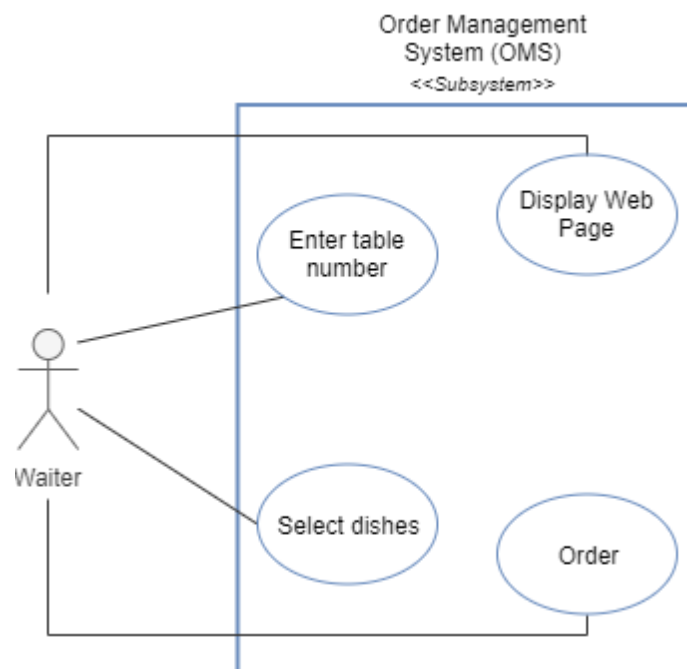 Order Management
System (OMS)
<<Subsystem>>
Display Web
Page
Enter table
number
Waiter
Select dishes
Order